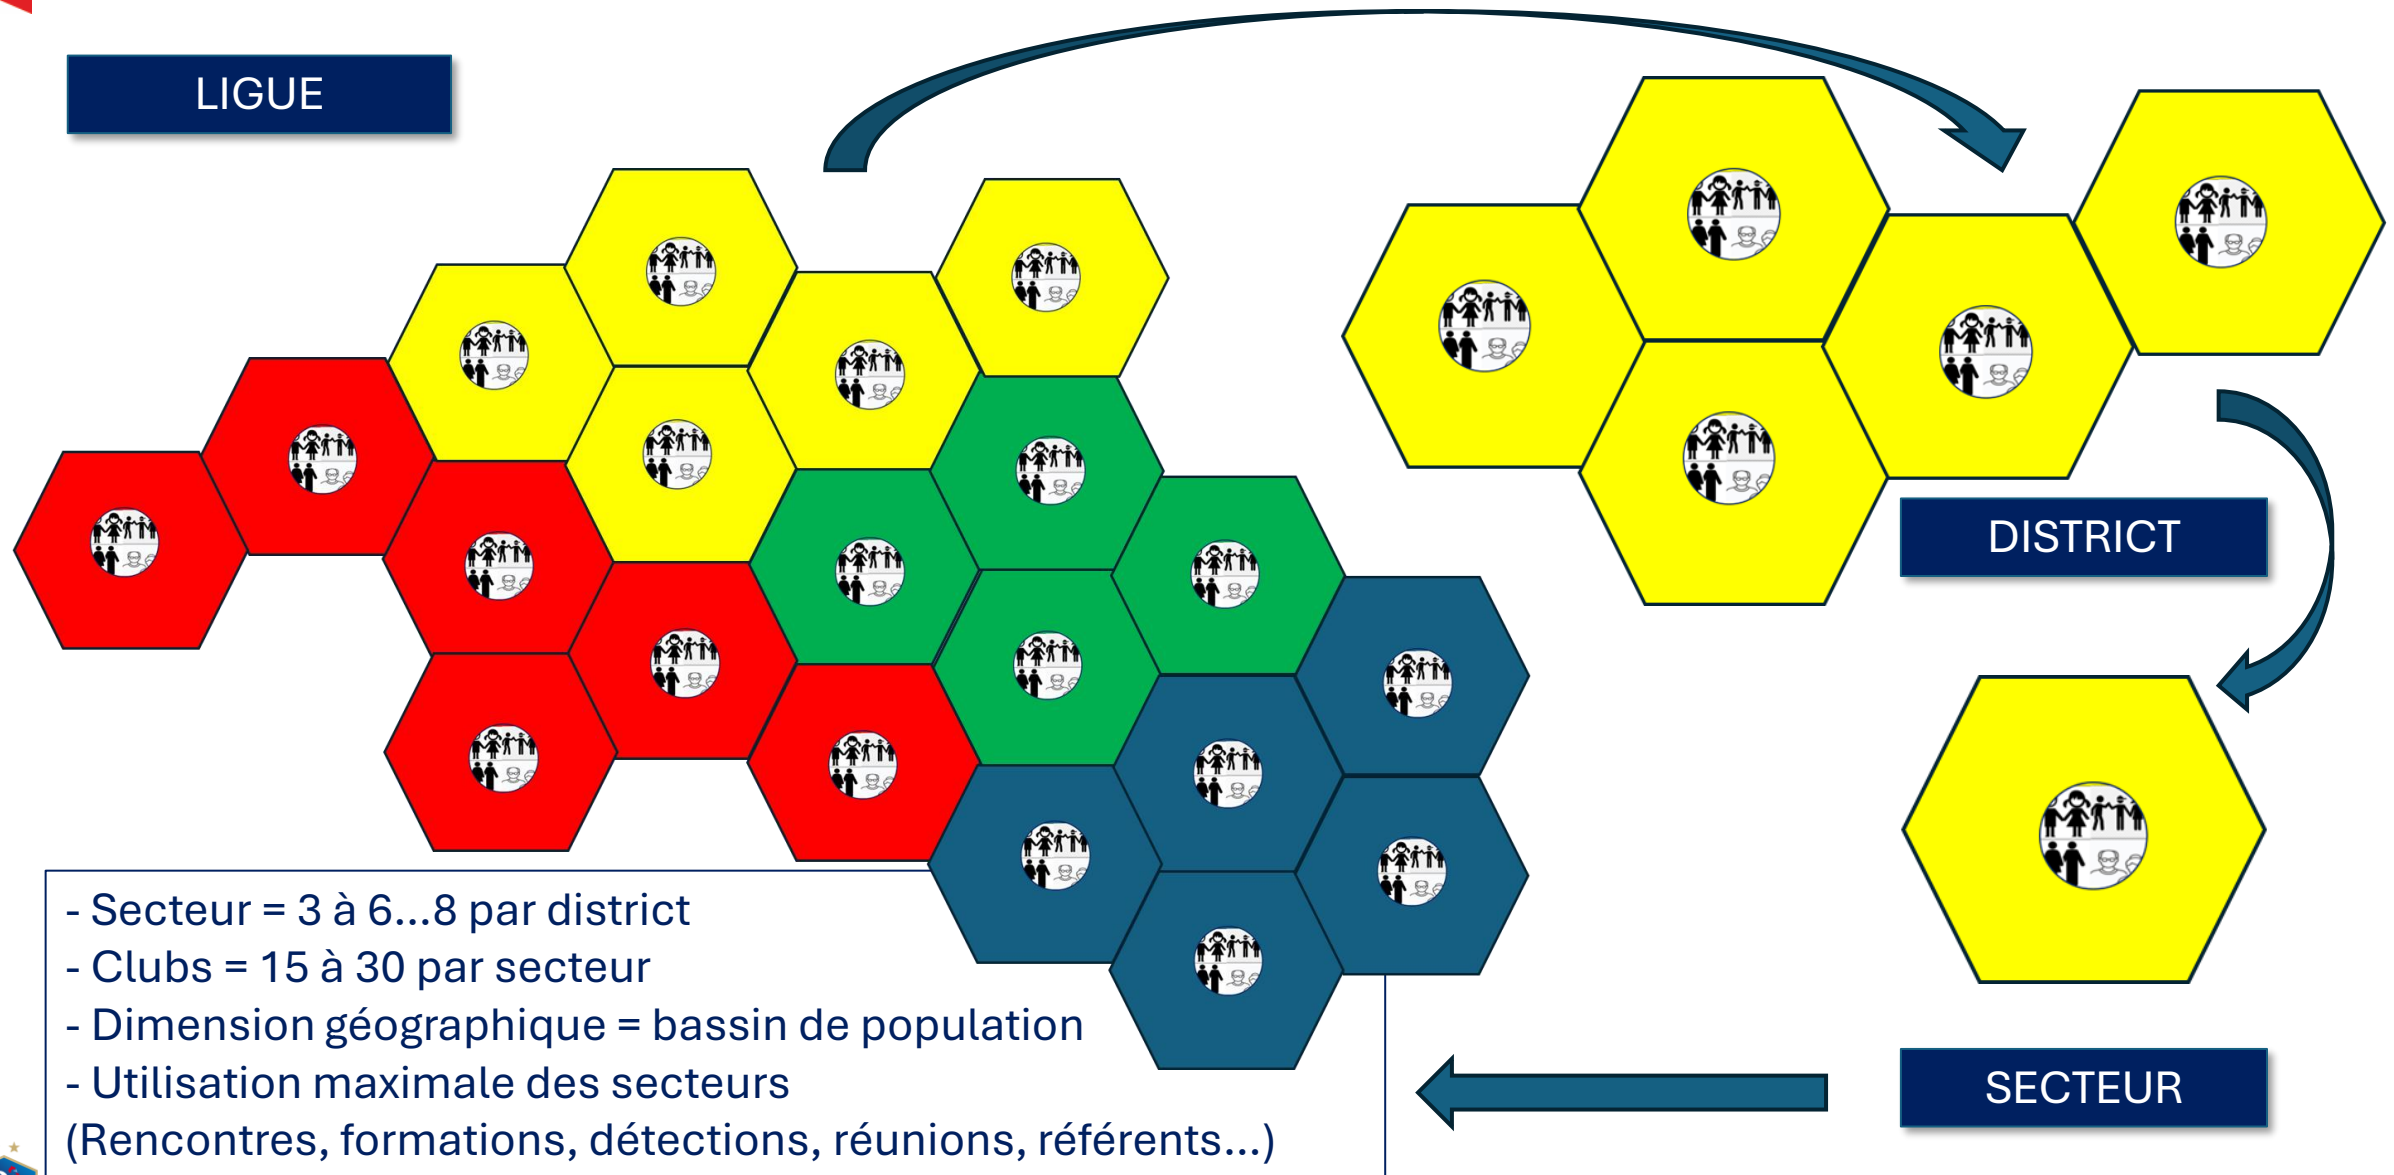 LIGUE
DISTRICT
- Secteur = 3 à 6...8 par district
- Clubs = 15 à 30 par secteur
- Dimension géographique = bassin de population
- Utilisation maximale des secteurs
(Rencontres, formations, détections, réunions, référents...)
SECTEUR